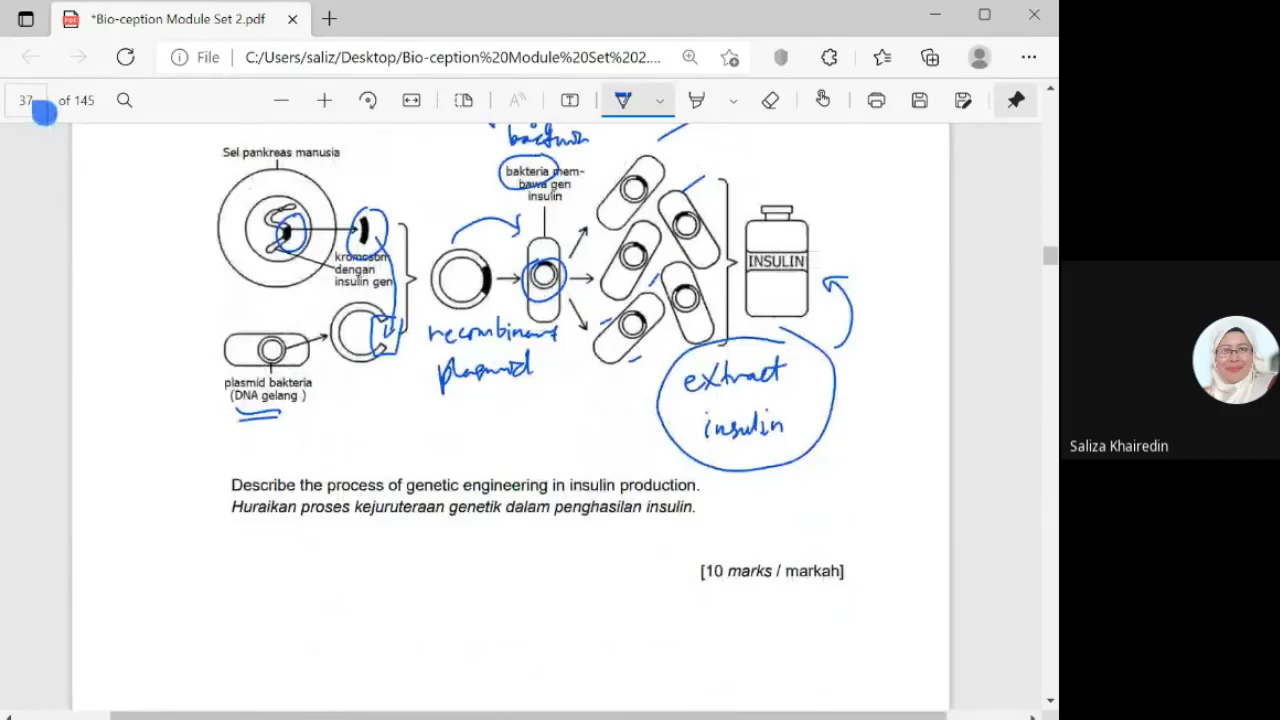 *Bio-ception Module Set 2.pdf
File
C:/Users/saliz/Desktop/Bio-ception%20Module%20Set%202....
37 of 145
Sel pankreas manusia
kromosom
dengan
insulin gen
plasmid bakteria
(DNA gelang )
bakteria mem-
bawa gen
insulin
recombinant
plasmid
INSULIN
extract
insulin
Describe the process of genetic engineering in insulin production.
Huraikan proses kejuruteraan genetik dalam penghasilan insulin.
[10 marks / markah]
Saliza Khairedin